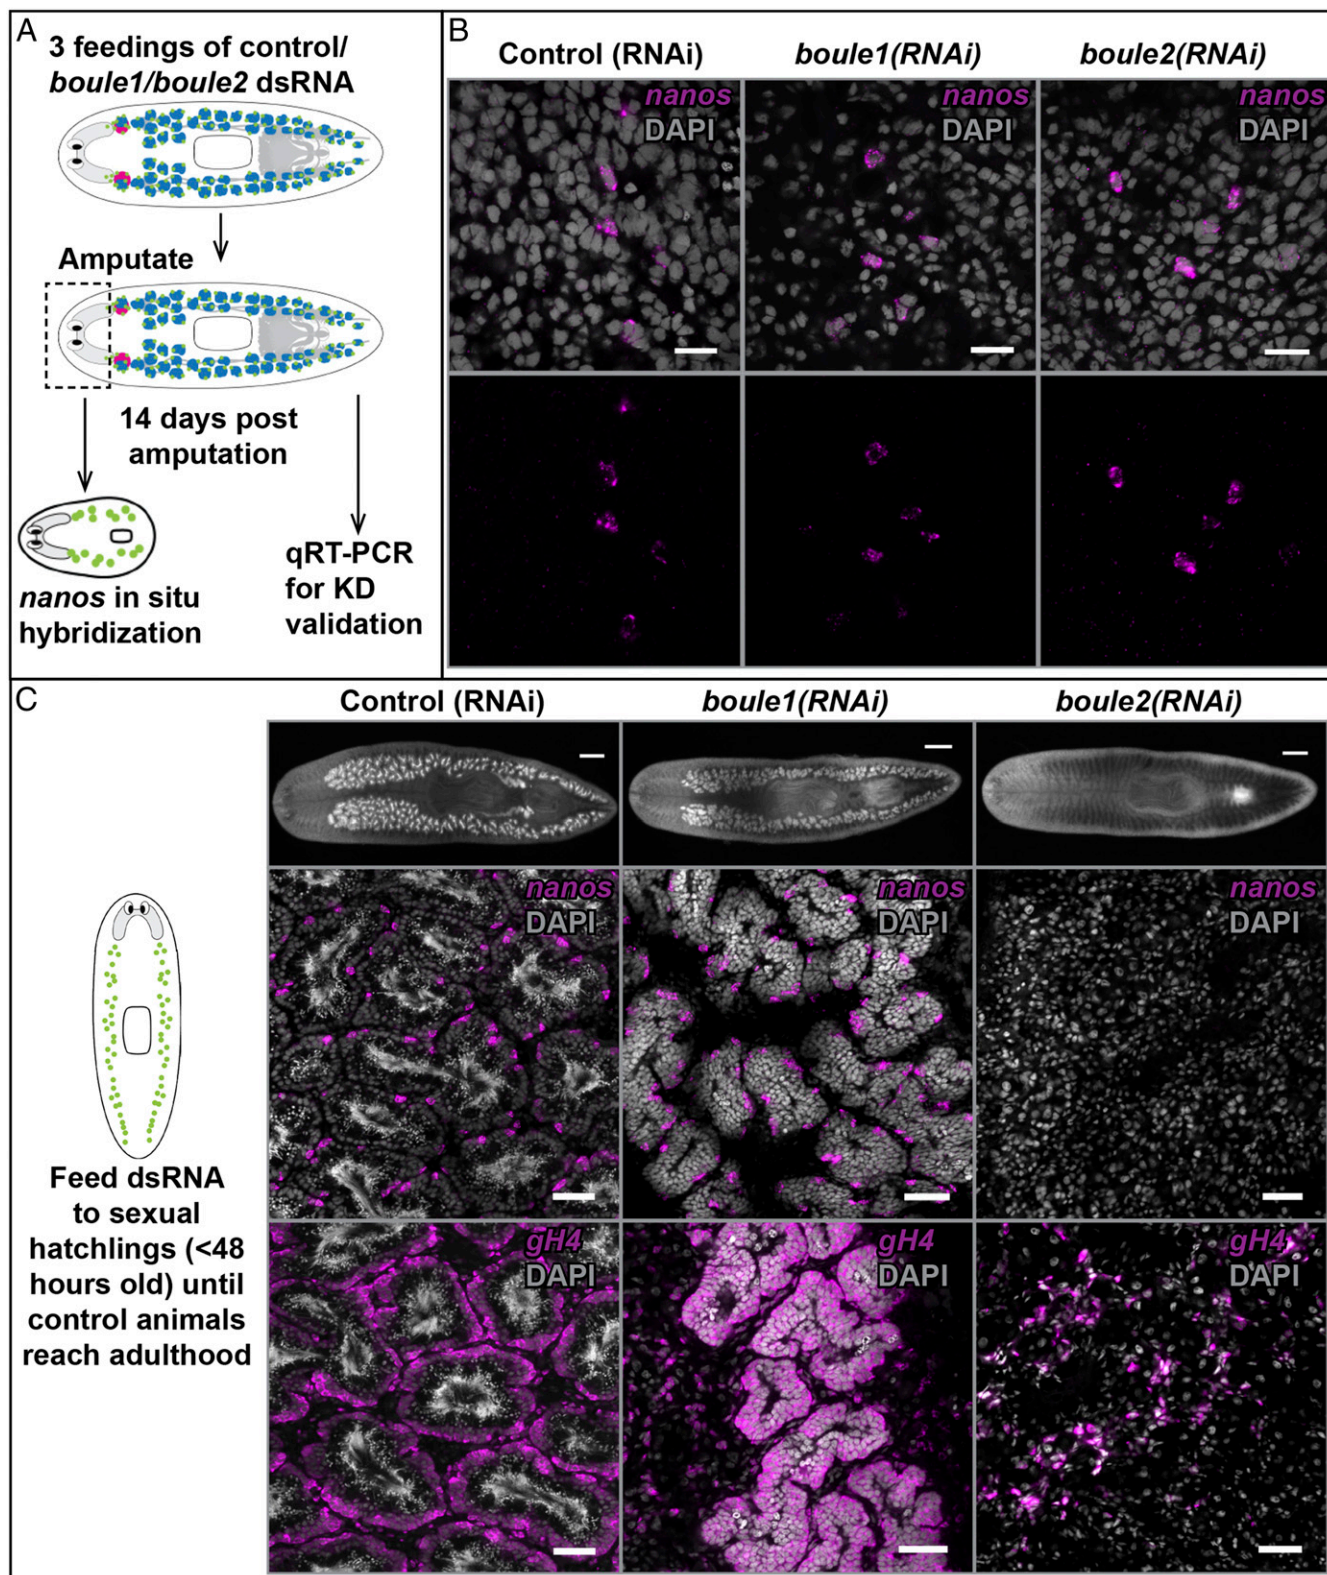 A
3 feedings of control/
boule1/boule2 dsRNA
Amputate
14 days post
amputation
nanos in situ
hybridization
qRT-PCR
for KD
validation
B
Control (RNAi)
boule1(RNAi)
boule2(RNAi)
nanos
DAPI
nanos
DAPI
nanos
DAPI
C
Control (RNAi)
boule1(RNAi)
boule2(RNAi)
Feed dsRNA
to sexual
hatchlings (<48
hours old) until
control animals
reach adulthood
nanos
DAPI
nanos
DAPI
nanos
DAPI
gH4
DAPI
gH4
DAPI
gH4
DAPI